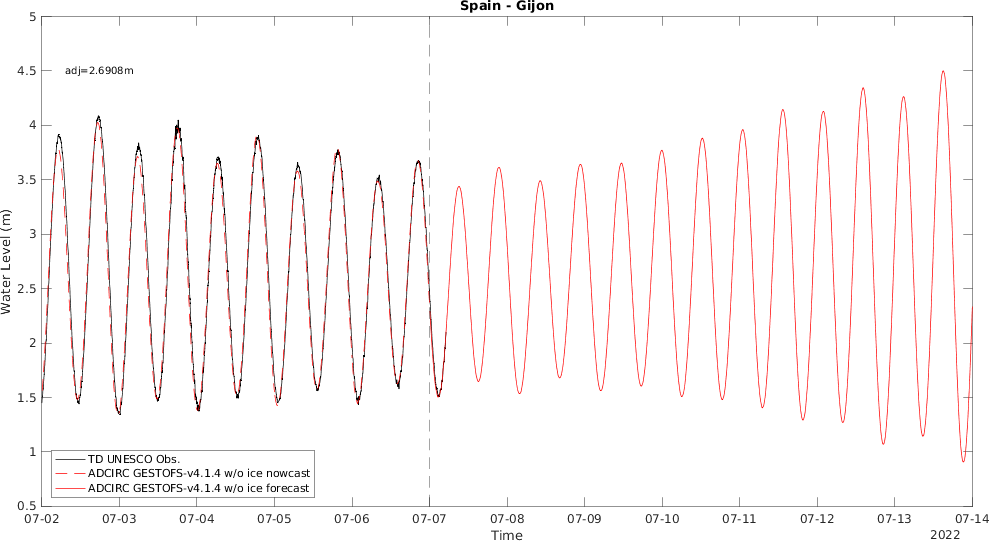 Spain - Gijon
5
4.5
4
3.5
3
2.5
2
1.5
1
0.5
Water Level (m)
adj=2.6908m
TD UNESCO Obs.
ADCIRC GESTOFS-v4.1.4 w/o ice nowcast
ADCIRC GESTOFS-v4.1.4 w/o ice forecast
07-02 07-03 07-04 07-05 07-06 07-07 07-08 07-09 07-10 07-11 07-12 07-13 07-14
Time
2022